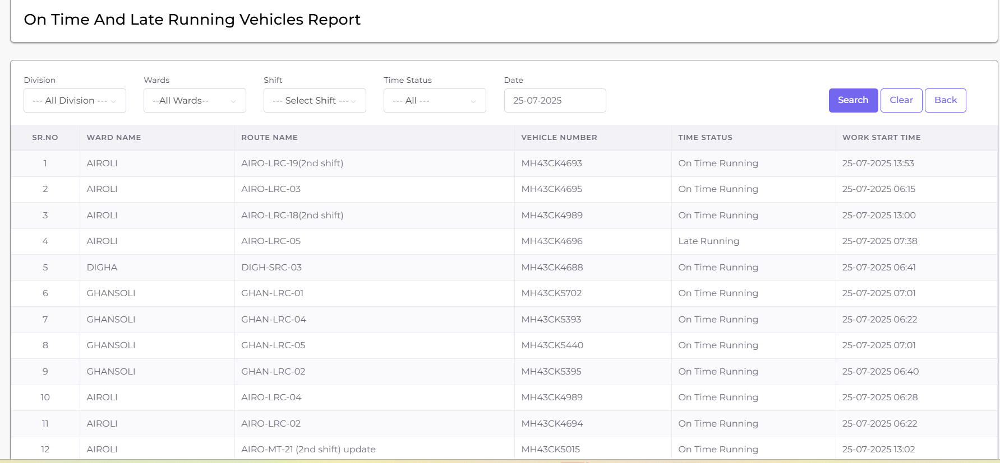 On Time And Late Running Vehicles Report
Division Wards Shift Time Status Date
--- All Division --- --All Wards-- --- Select Shift --- --- All --- 25-07-2025 Search Clear Back
SR.NO WARD NAME ROUTE NAME VEHICLE NUMBER TIME STATUS WORK START TIME
1 AIROLI AIRO-LRC-19(2nd shift) MH43CK4693 On Time Running 25-07-2025 13:53
2 AIROLI AIRO-LRC-03 MH43CK4695 On Time Running 25-07-2025 06:15
3 AIROLI AIRO-LRC-18(2nd shift) MH43CK4989 On Time Running 25-07-2025 13:00
4 AIROLI AIRO-LRC-05 MH43CK4696 Late Running 25-07-2025 07:38
5 DIGHA DIGH-SRC-03 MH43CK4688 On Time Running 25-07-2025 06:41
6 GHANSOLI GHAN-LRC-01 MH43CK5702 On Time Running 25-07-2025 07:01
7 GHANSOLI GHAN-LRC-04 MH43CK5393 On Time Running 25-07-2025 06:22
8 GHANSOLI GHAN-LRC-05 MH43CK5440 On Time Running 25-07-2025 07:01
9 GHANSOLI GHAN-LRC-02 MH43CK5395 On Time Running 25-07-2025 06:40
10 AIROLI AIRO-LRC-04 MH43CK4989 On Time Running 25-07-2025 06:28
11 AIROLI AIRO-LRC-02 MH43CK4694 On Time Running 25-07-2025 06:22
12 AIROLI AIRO-MT-21 (2nd shift) update MH43CK5015 On Time Running 25-07-2025 13:02